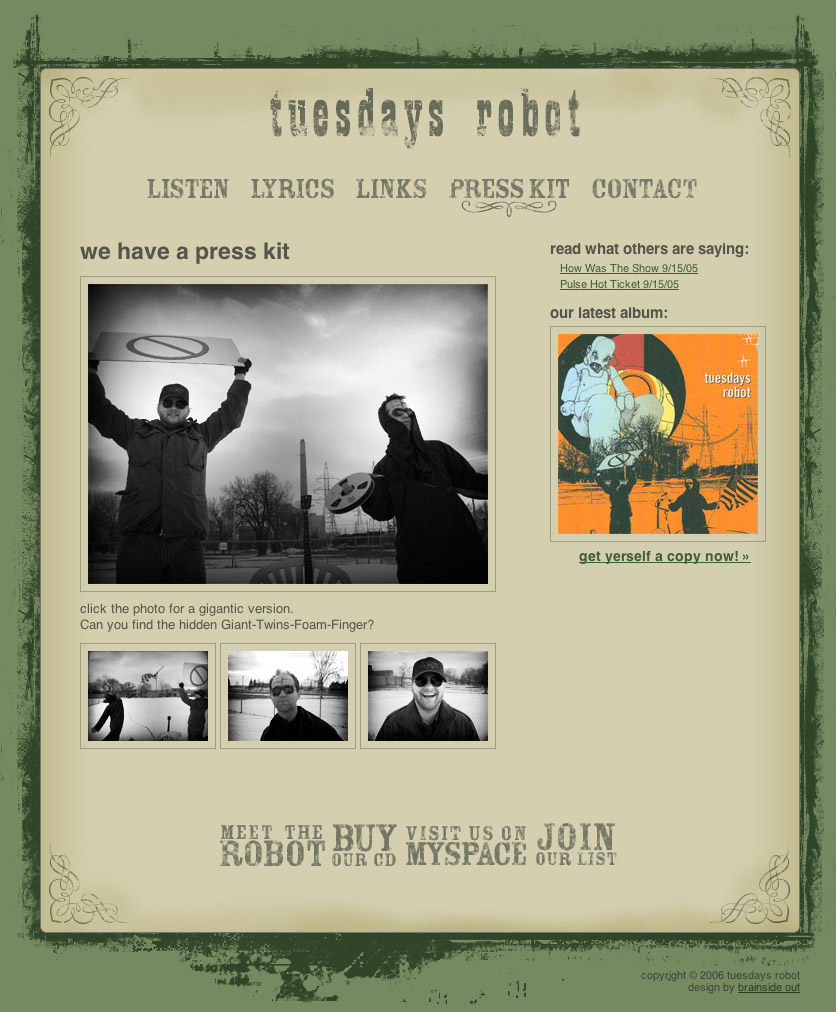 tuesdays robot
LISTEN LYRICS LINKS PRESS KIT CONTACT
we have a press kit
click the photo for a gigantic version.
Can you find the hidden Giant-Twins-Foam-Finger?
read what others are saying:
How Was The Show 9/15/05
Pulse Hot Ticket 9/15/05
our latest album:
tuesdays
robot
get yerself a copy now! »
MEET THE
ROBOT
BUY
OUR CD
VISIT US ON
MYSPACE
JOIN
OUR LIST
copyright © 2006 tuesdays robot
design by brainside out